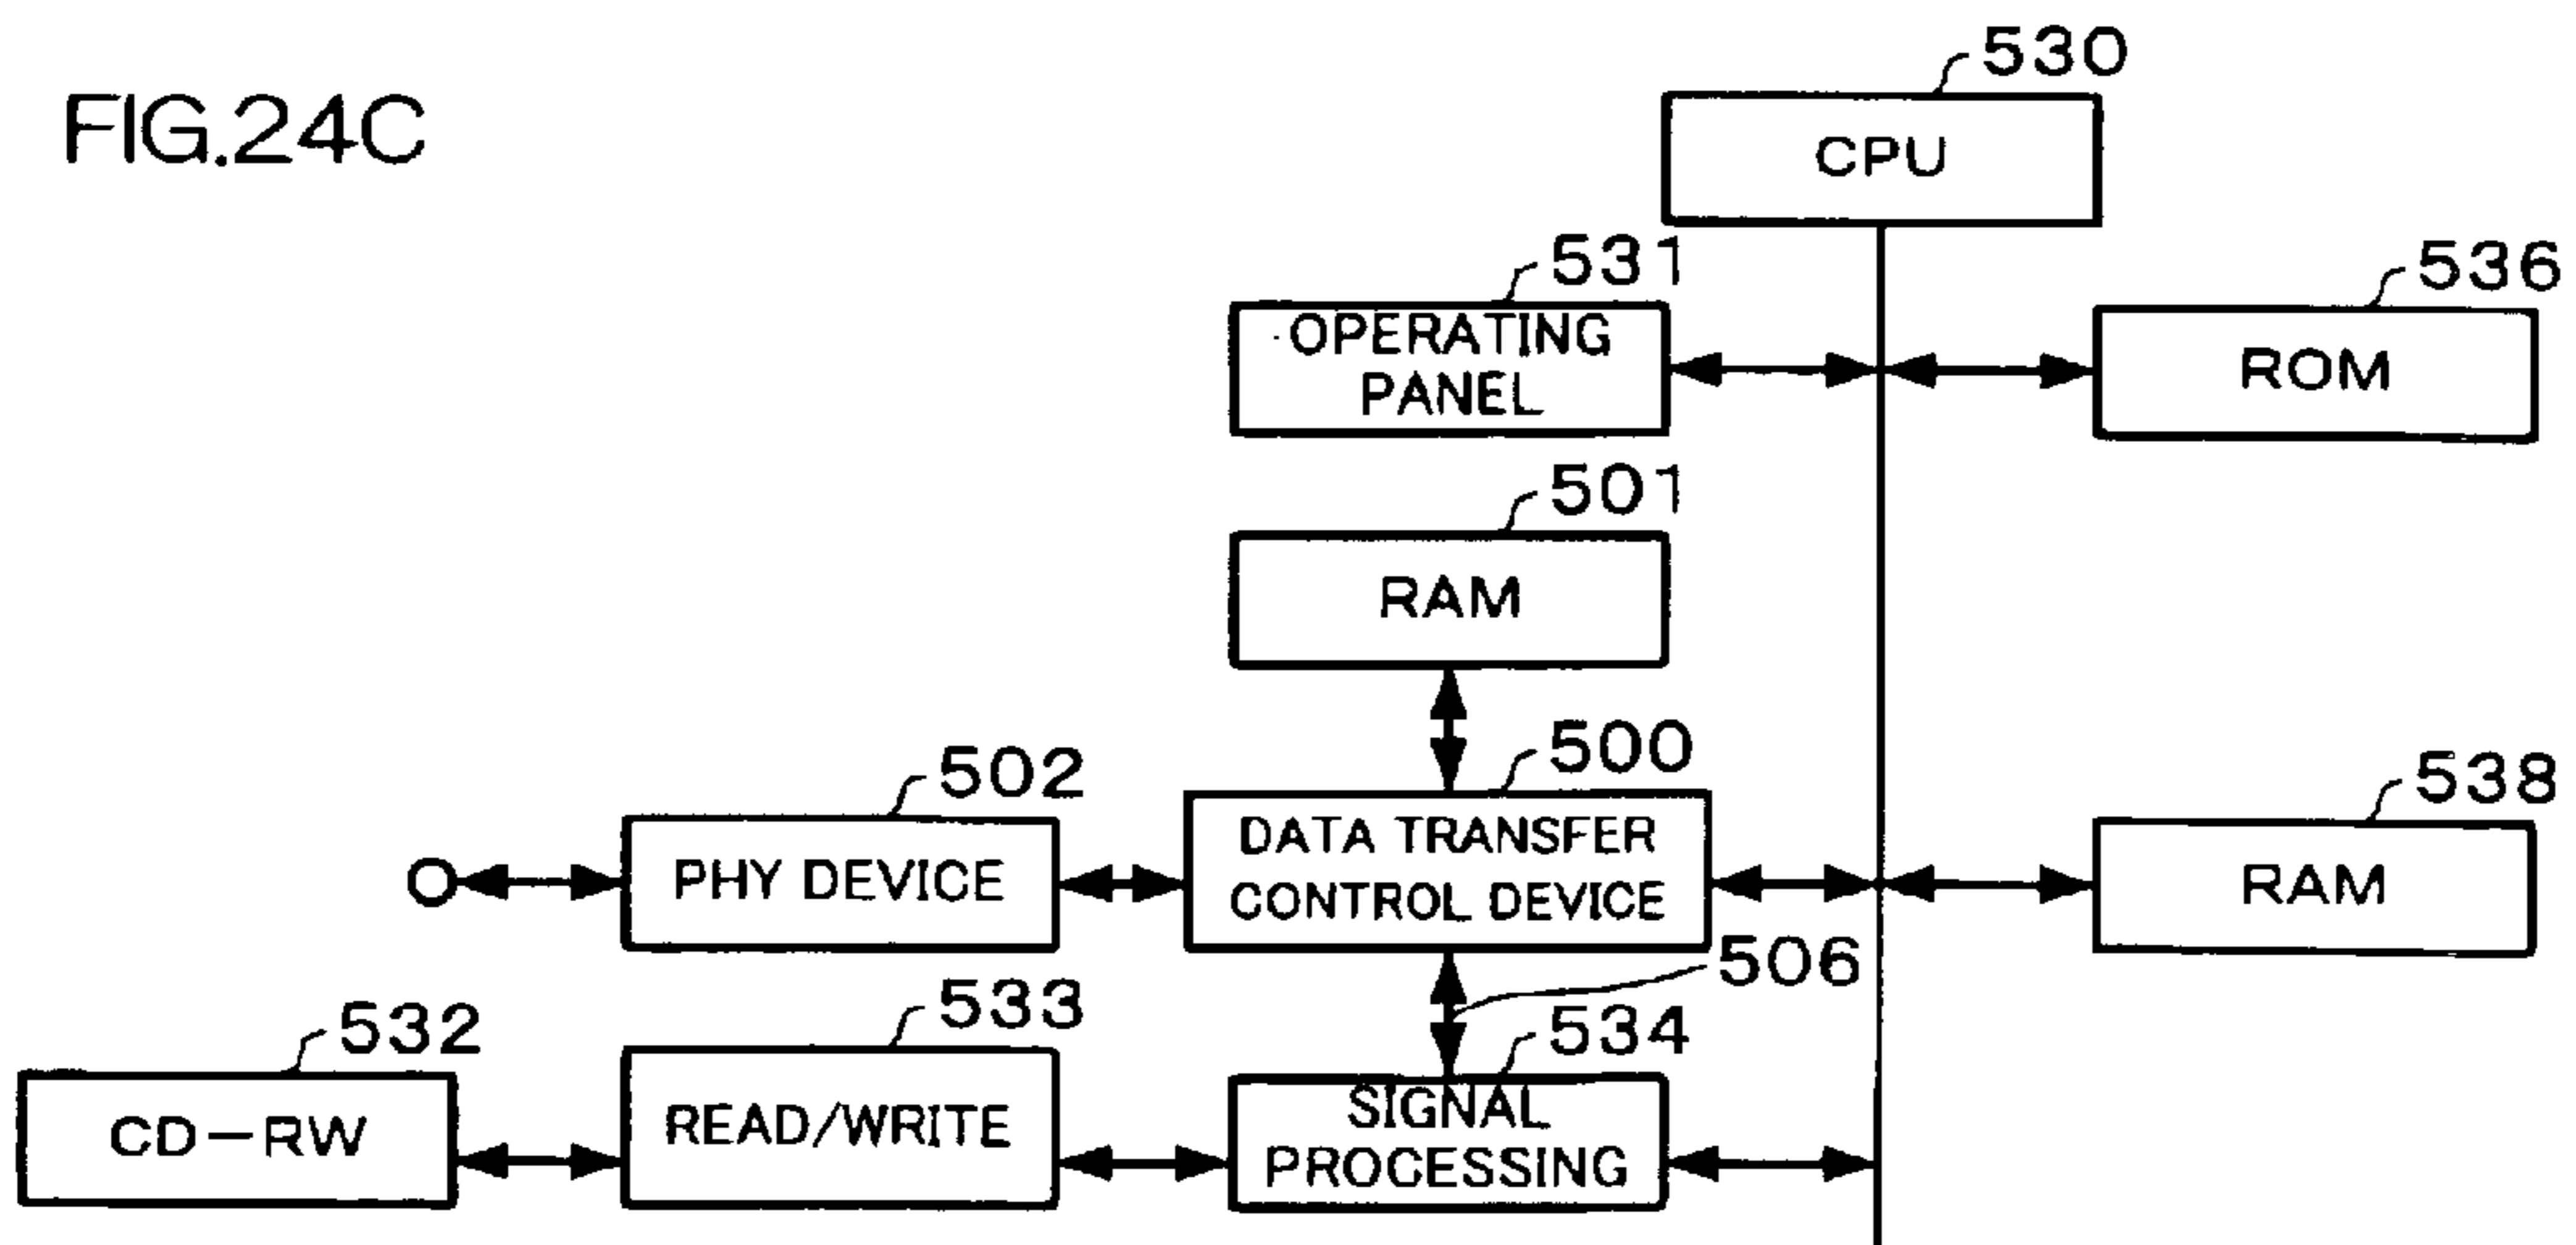 FIG.24C
530
CPU
531
536
OPERATING
PANEL
ROM
501
RAM
500
502
538
DATA TRANSFER
CONTROL DEVICE
PHY DEVICE
RAM
506
533
534
532
SIGNAL
PROCESSING
READ/WRITE
CD-RW